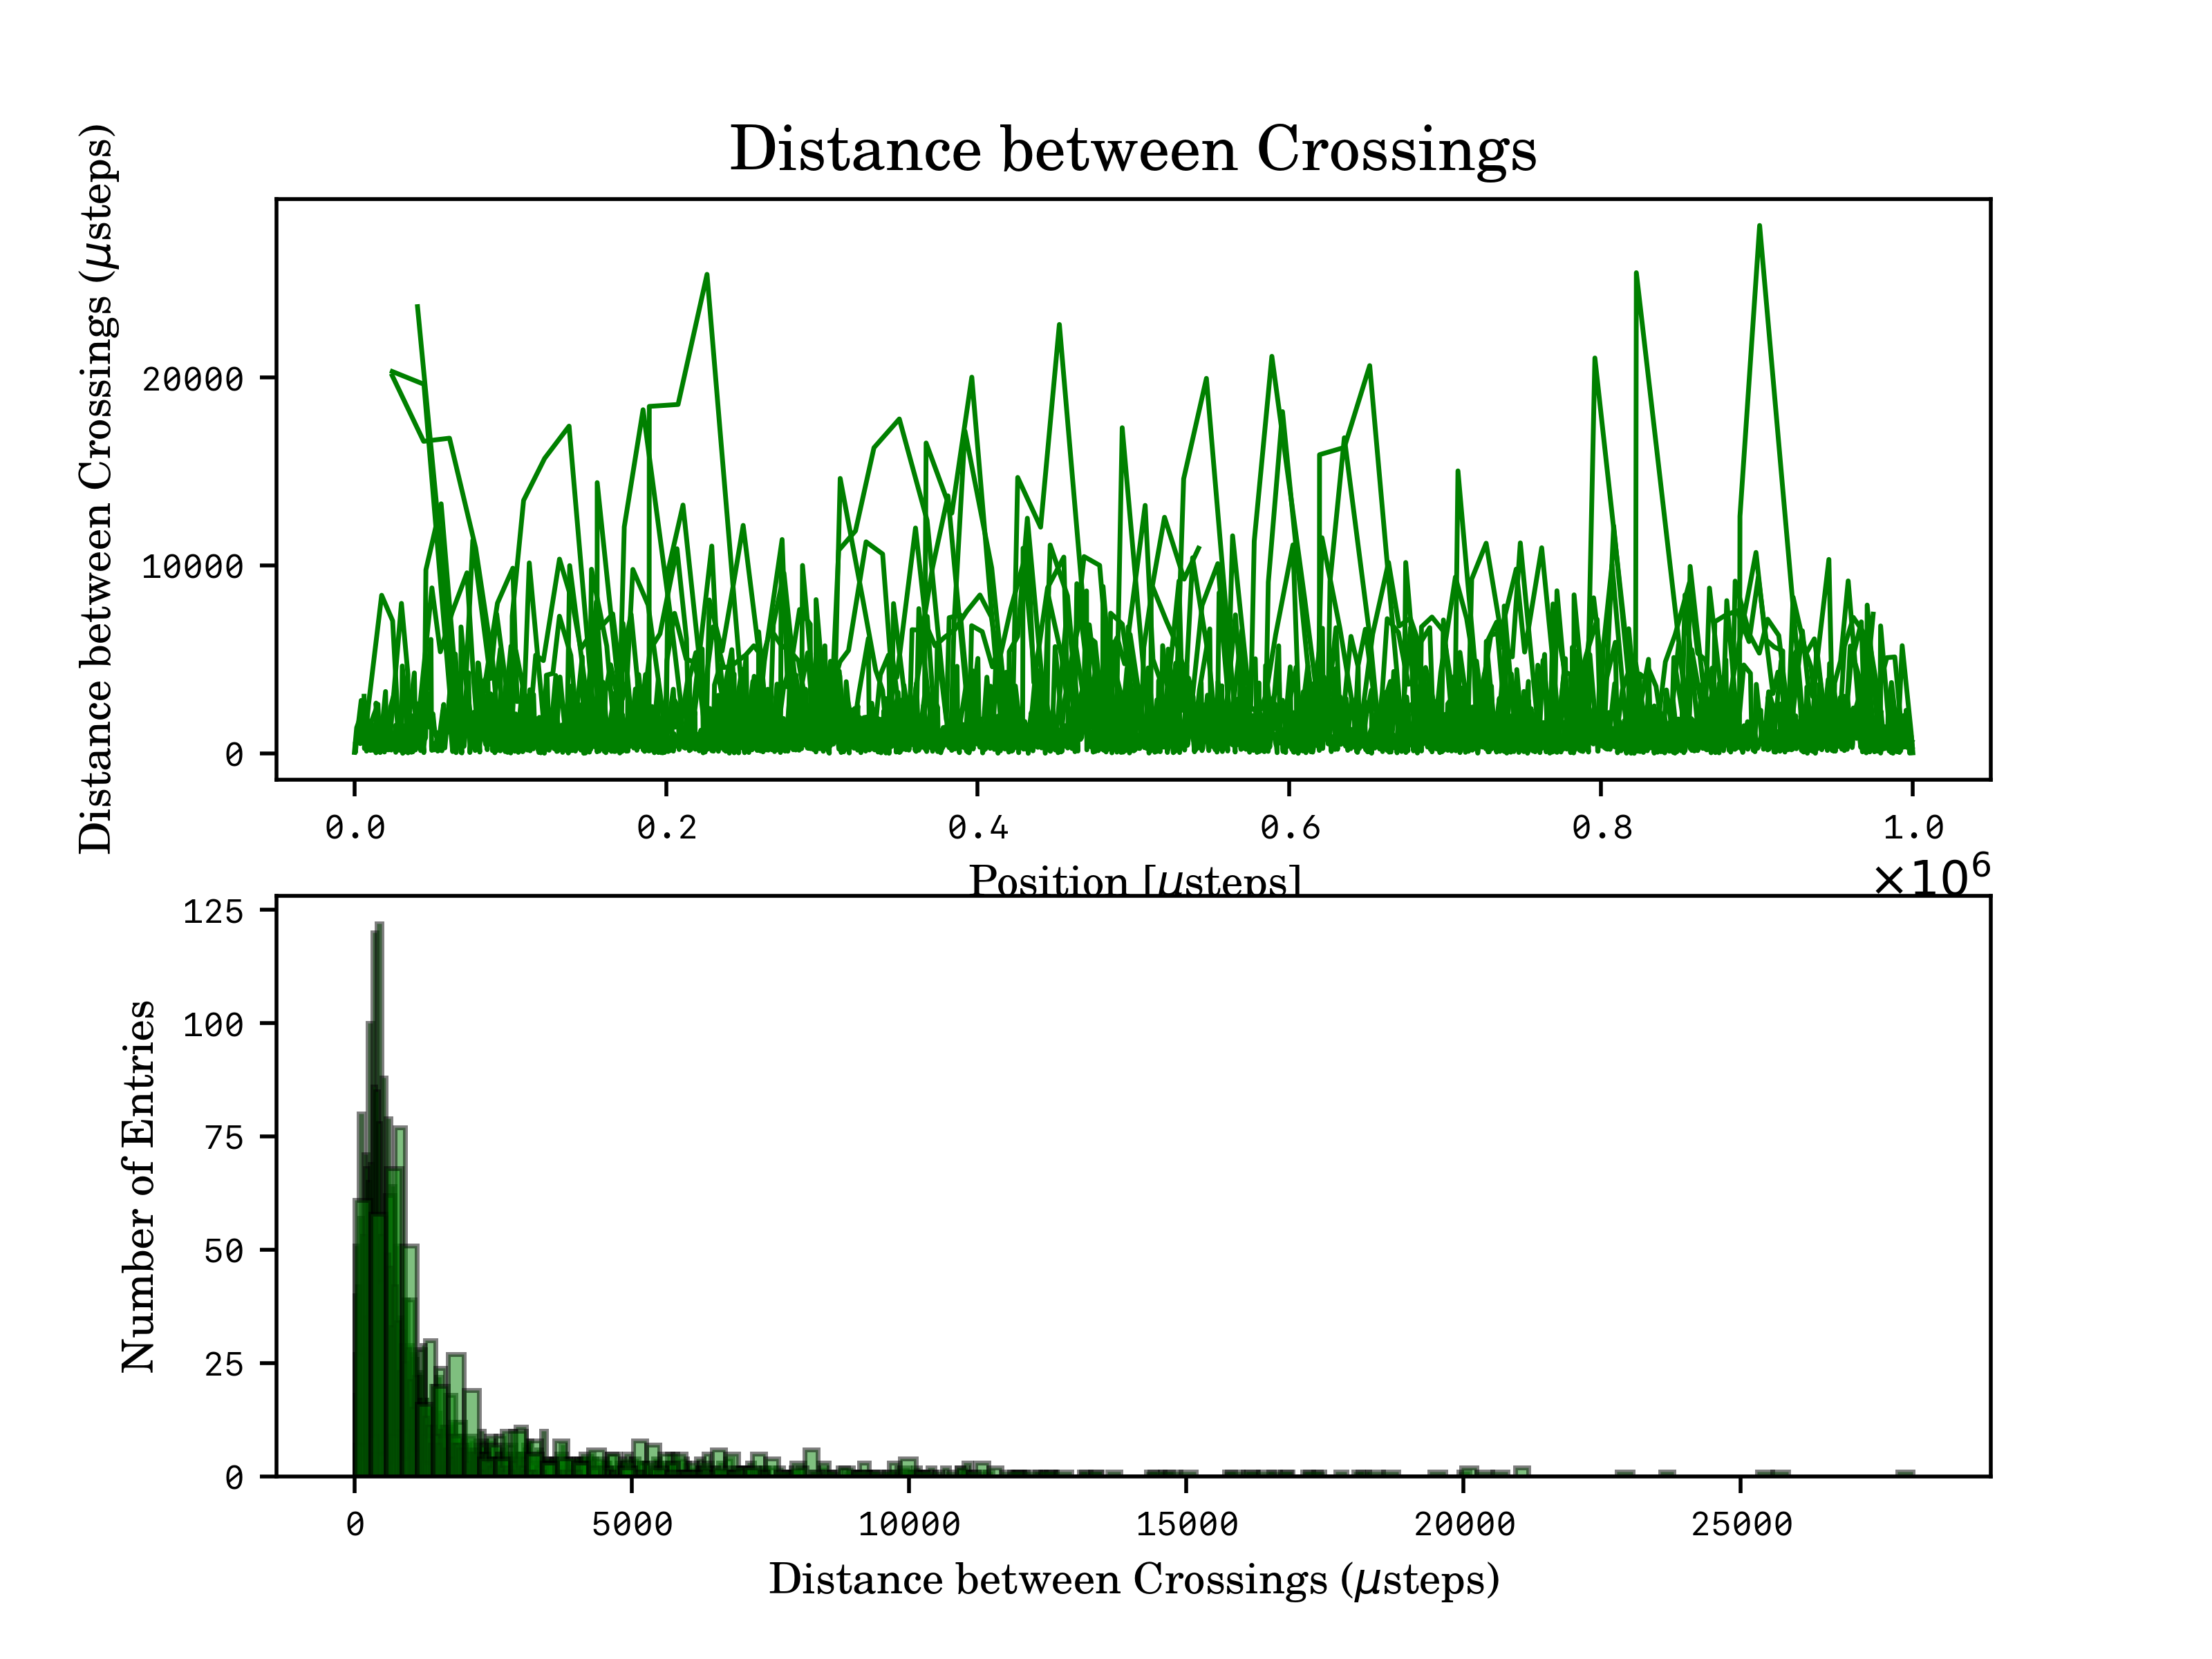 Distance between Crossings
Distance between Crossings (μsteps)
20000
10000
0
0.0 0.2 0.4 0.6 0.8 1.0
Position [μsteps]
×10⁶
Number of Entries
125
100
75
50
25
0
0 5000 10000 15000 20000 25000
Distance between Crossings (μsteps)